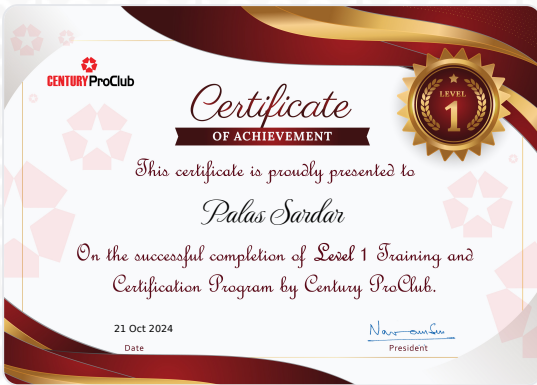 CENTURY ProClub
Certificate
OF ACHIEVEMENT
LEVEL
1
This certificate is proudly presented to
Palas Sardar
On the successful completion of Level 1 Training and
Certification Program by Century ProClub.
21 Oct 2024
Date
President